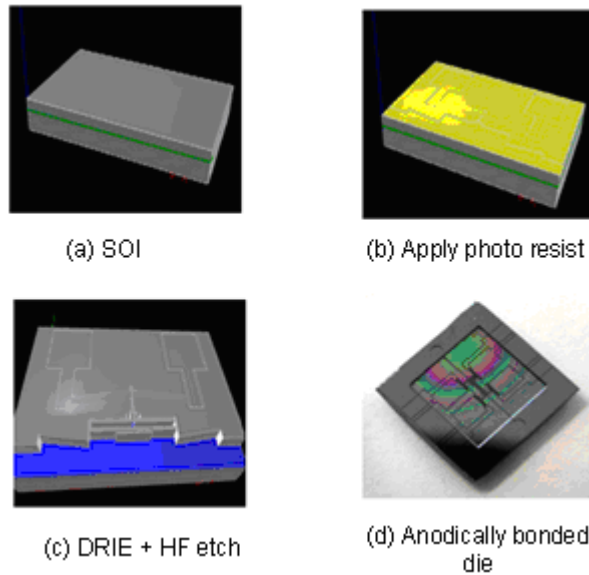 (a) SOI
(b) Apply photo resist
(c) DRIE + HF etch
(d) Anodically bonded
die